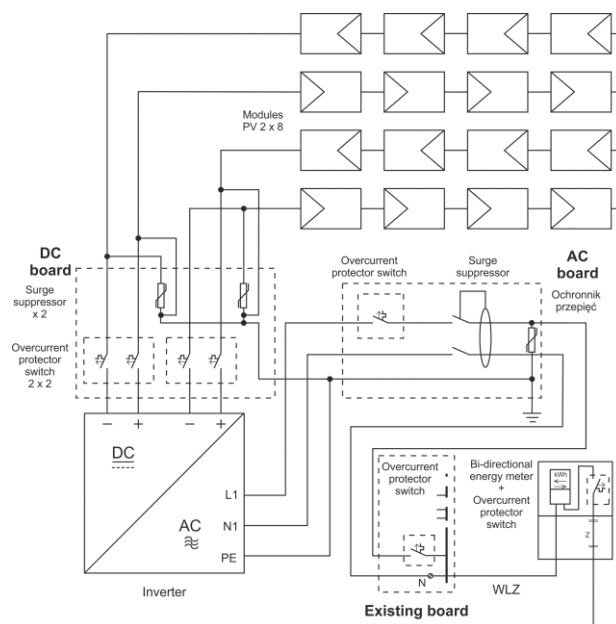 Modules
PV 2 x 8
DC
board
Surge
suppressor
x 2
Overcurrent
protector
switch
2 x 2
Overcurrent
protector switch
Surge
suppressor
AC
board
Ochronnik
przepięć
− + − +
DC
L1
AC
N1
PE
Inverter
Overcurrent
protector
switch
N
Existing board
Bi-directional
energy meter
+
Overcurrent
protector
switch
kWh
Z
WLZ